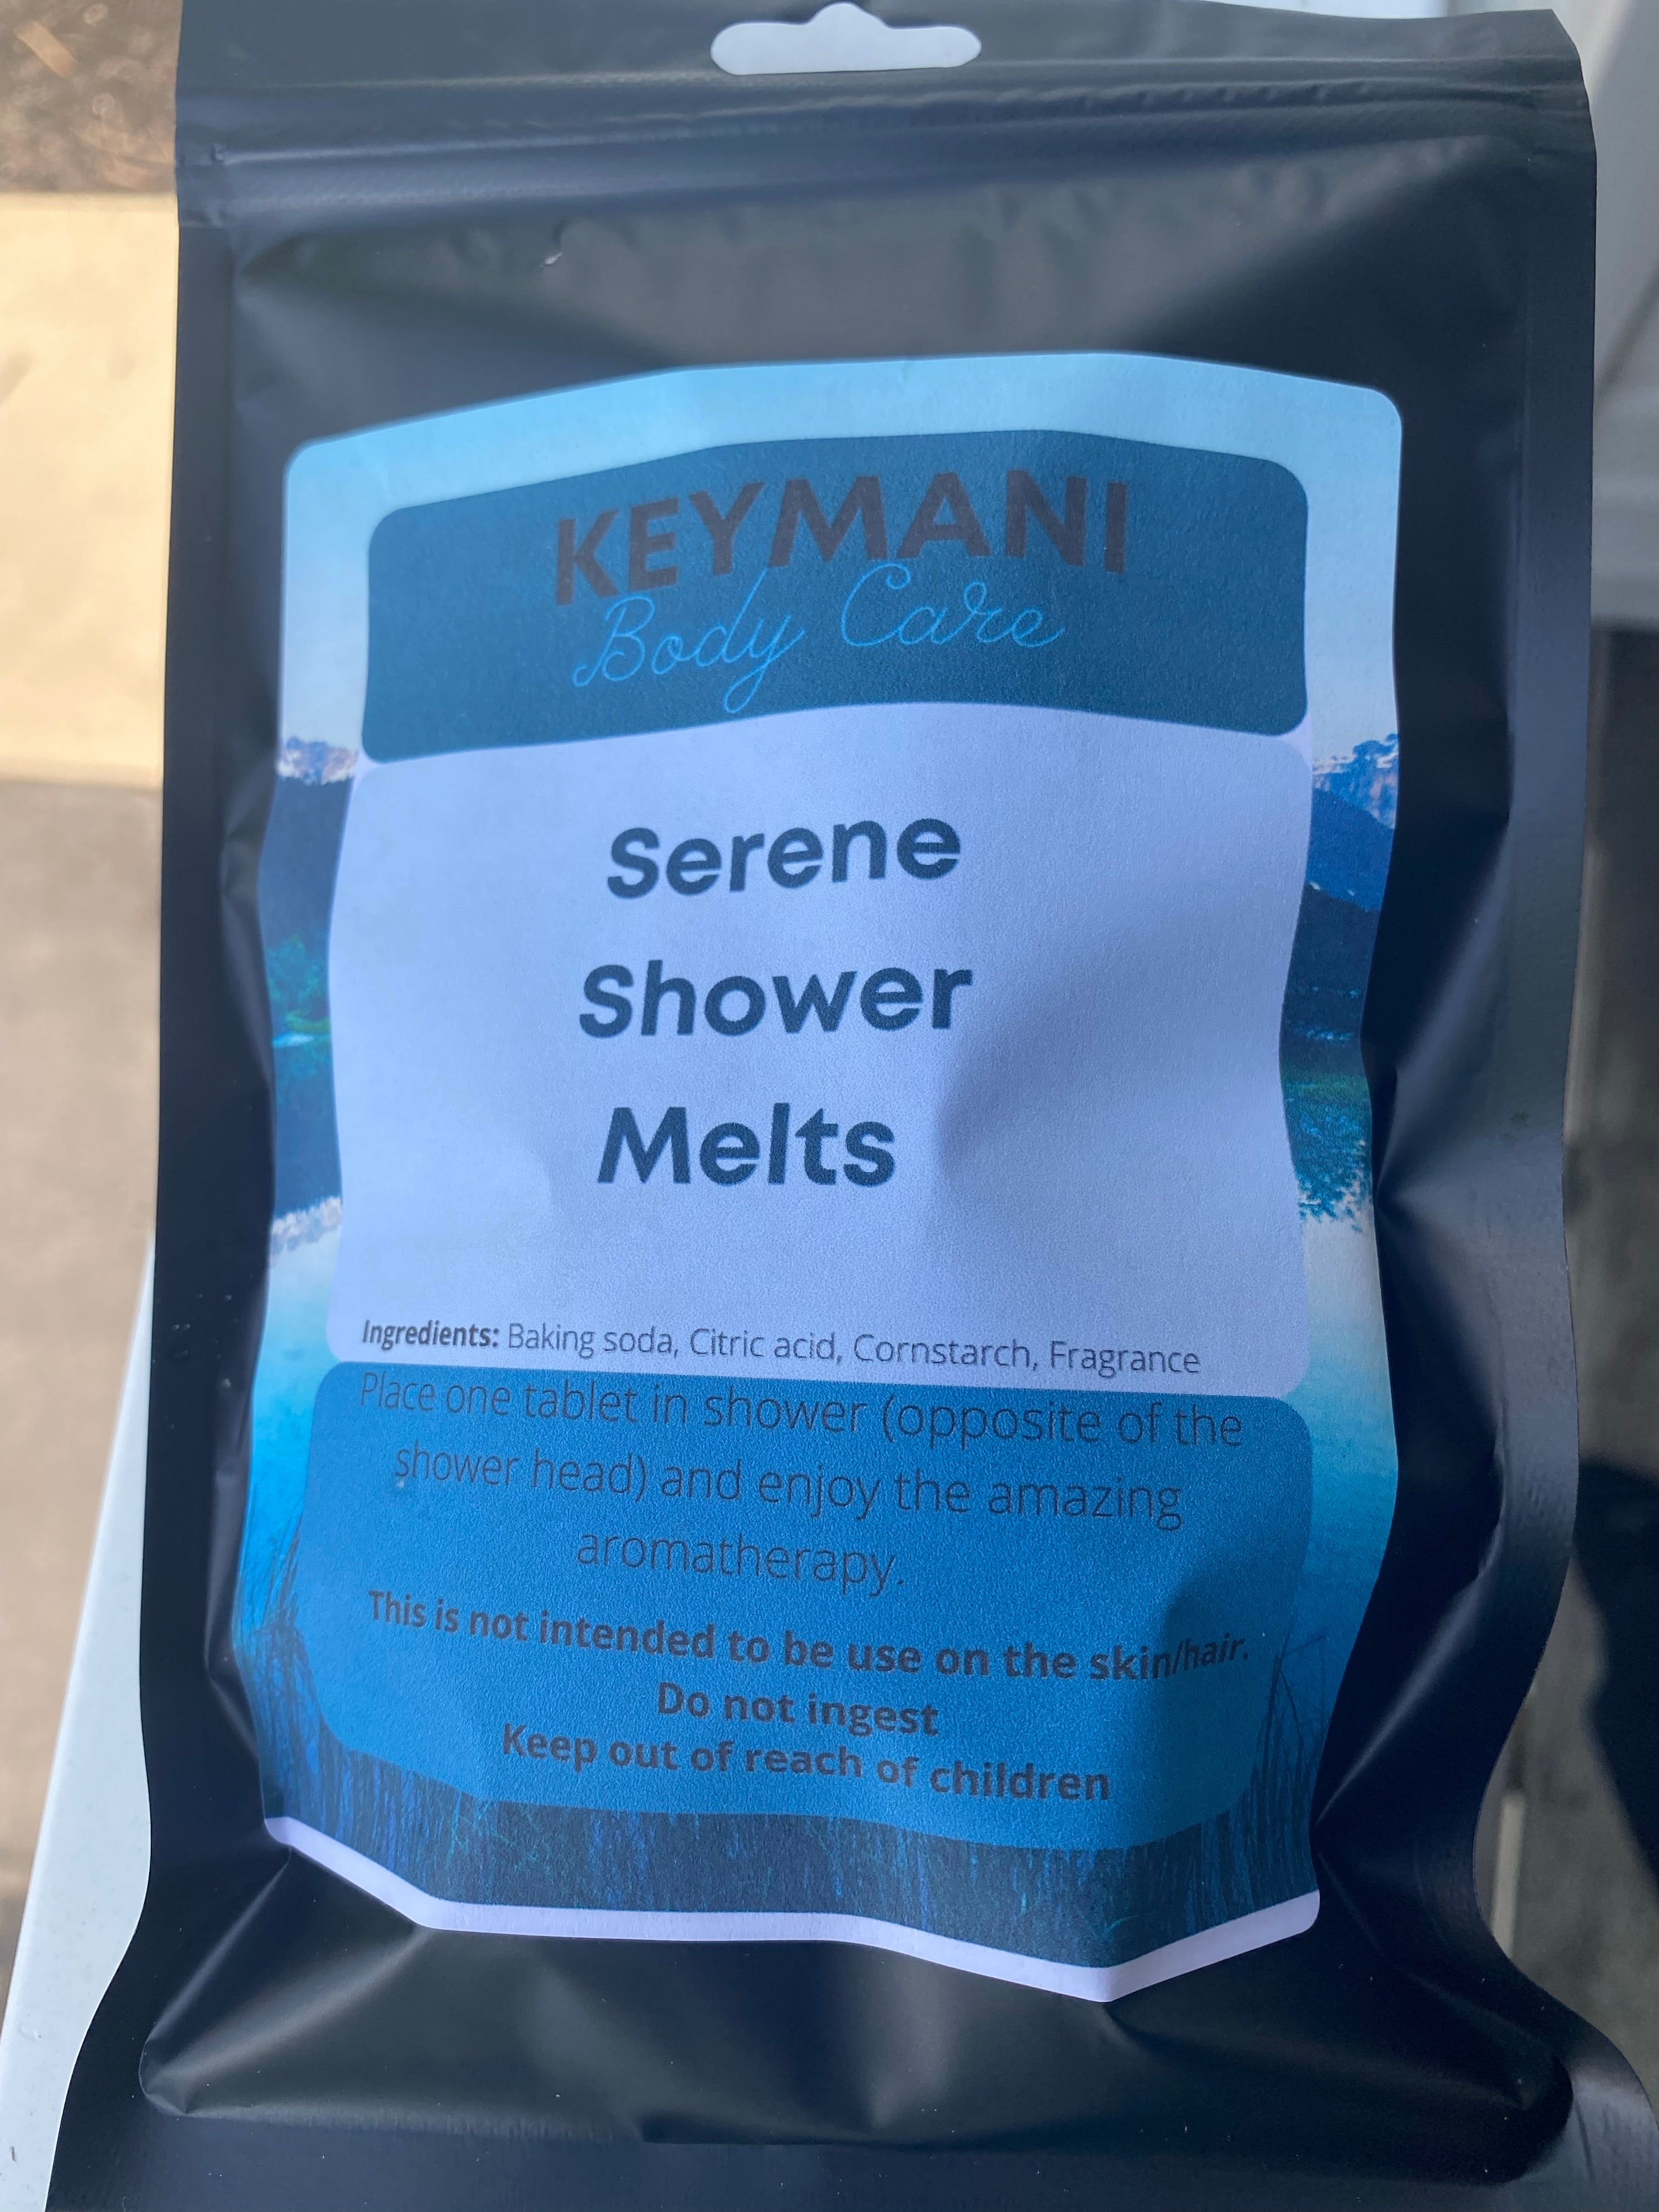 KEYMANI
Body Care
Serene
Shower
Melts
Ingredients: Baking soda, Citric acid, Cornstarch, Fragrance
Place one tablet in shower (opposite of the
shower head) and enjoy the amazing
aromatherapy.
This is not intended to be use on the skin/hair.
Do not ingest
Keep out of reach of children